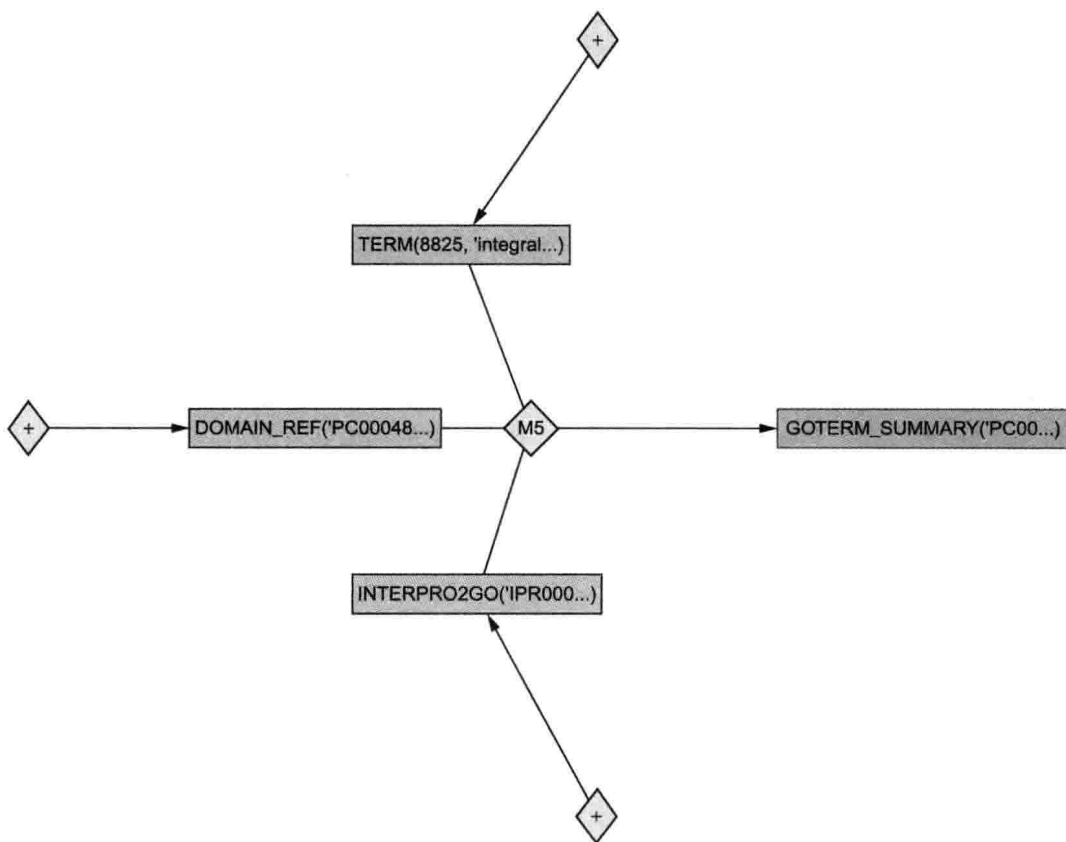 +
TERM(8825, 'integral...)
+
DOMAIN_REF('PC00048...)
M5
GOTERM_SUMMARY('PC00...)
INTERPRO2GO('IPR000...)
+